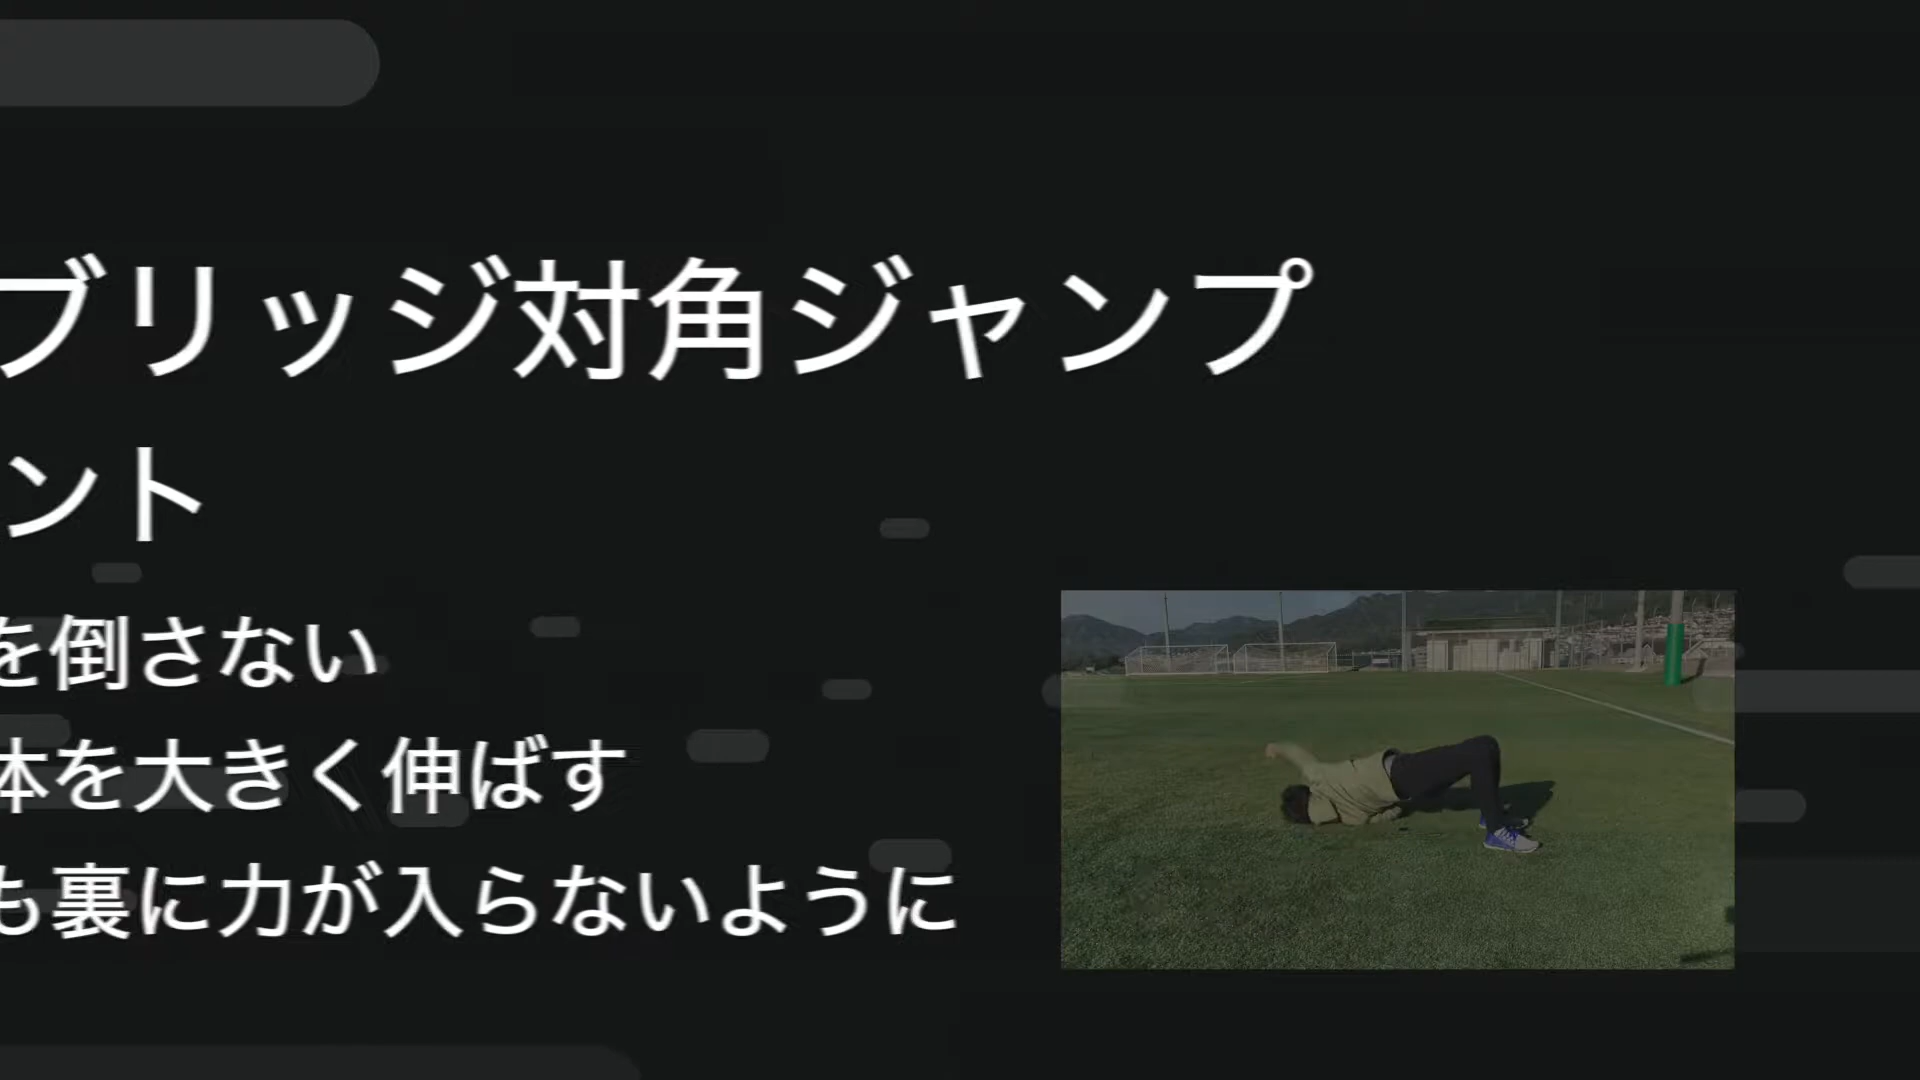 ブリッジ対角ジャンプ
ント
を倒さない
体を大きく伸ばす
も裏に力が入らないように